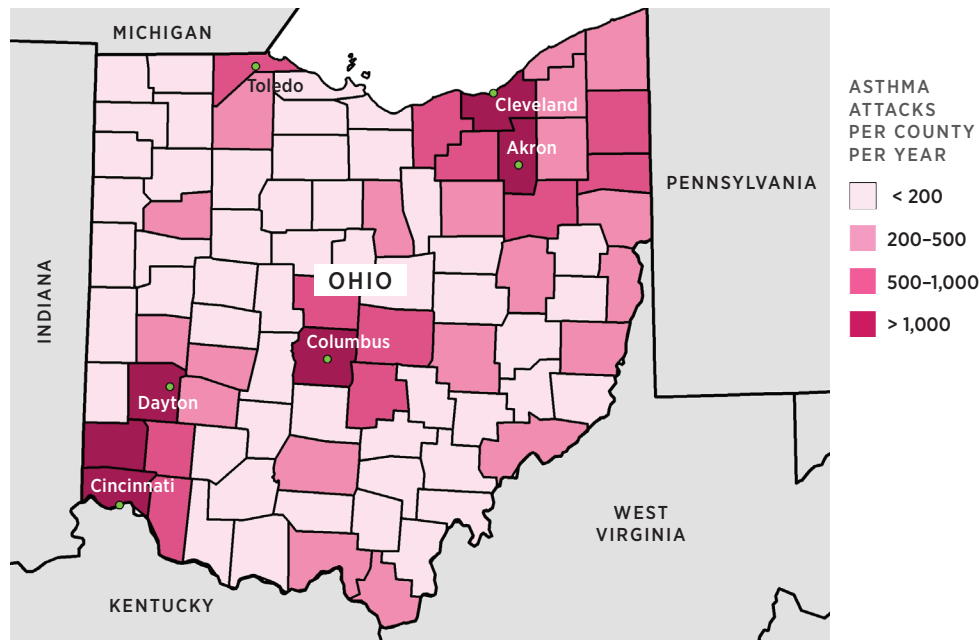 MICHIGAN
Toledo
Cleveland
Akron
PENNSYLVANIA
INDIANA
OHIO
Columbus
Dayton
Cincinnati
WEST
VIRGINIA
KENTUCKY
ASTHMA
ATTACKS
PER COUNTY
PER YEAR
< 200
200–500
500–1,000
> 1,000